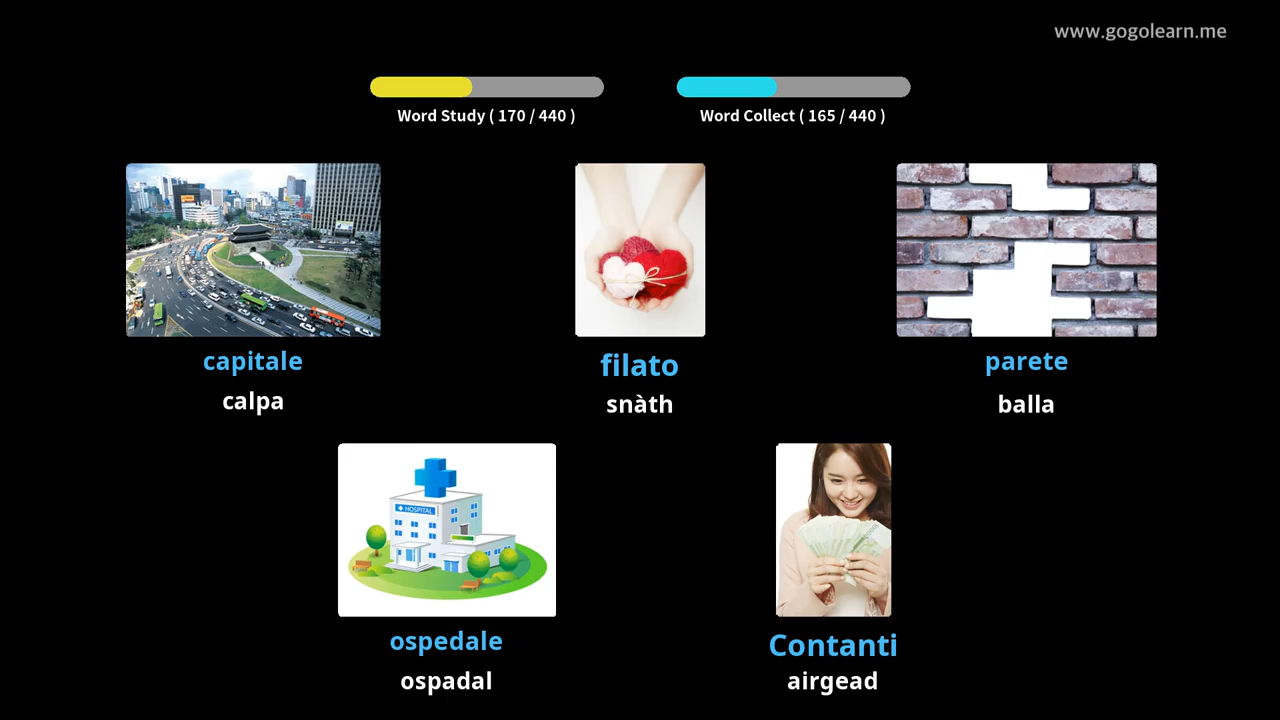 www.gogolearn.me
Word Study ( 170 / 440 )
Word Collect ( 165 / 440 )
capitale
calpa
filato
snàth
parete
balla
HOSPITAL
ospedale
ospadal
Contanti
airgead